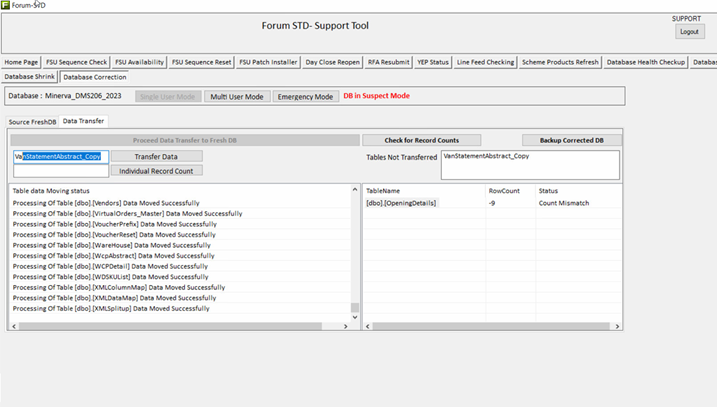 Forum-STD
Forum STD- Support Tool
SUPPORT
Logout
Home Page FSU Sequence Check FSU Availability FSU Sequence Reset FSU Patch Installer Day Close Reopen RFA Resubmit YEP Status Line Feed Checking Scheme Products Refresh Database Health Checkup Databas
Database Shrink Database Correction
Database : Minerva_DMS206_2023 Single User Mode Multi User Mode Emergency Mode DB in Suspect Mode
Source FreshDB Data Transfer
Proceed Data Transfer to Fresh DB Check for Record Counts Backup Corrected DB
VanStatementAbstract_Copy Transfer Data Tables Not Transferred VanStatementAbstract_Copy
Individual Record Count
Table data Moving status TableName RowCount Status
Processing Of Table [dbo].[Vendors] Data Moved Successfully [dbo].[OpeningDetails] -9 Count Mismatch
Processing Of Table [dbo].[VirtualOrders_Master] Data Moved Successfully
Processing Of Table [dbo].[VoucherPrefix] Data Moved Successfully
Processing Of Table [dbo].[VoucherReset] Data Moved Successfully
Processing Of Table [dbo].[WareHouse] Data Moved Successfully
Processing Of Table [dbo].[WcpAbstract] Data Moved Successfully
Processing Of Table [dbo].[WCPDetail] Data Moved Successfully
Processing Of Table [dbo].[WDSKUList] Data Moved Successfully
Processing Of Table [dbo].[XMLColumnMap] Data Moved Successfully
Processing Of Table [dbo].[XMLDataMap] Data Moved Successfully
Processing Of Table [dbo].[XMLSplitup] Data Moved Successfully